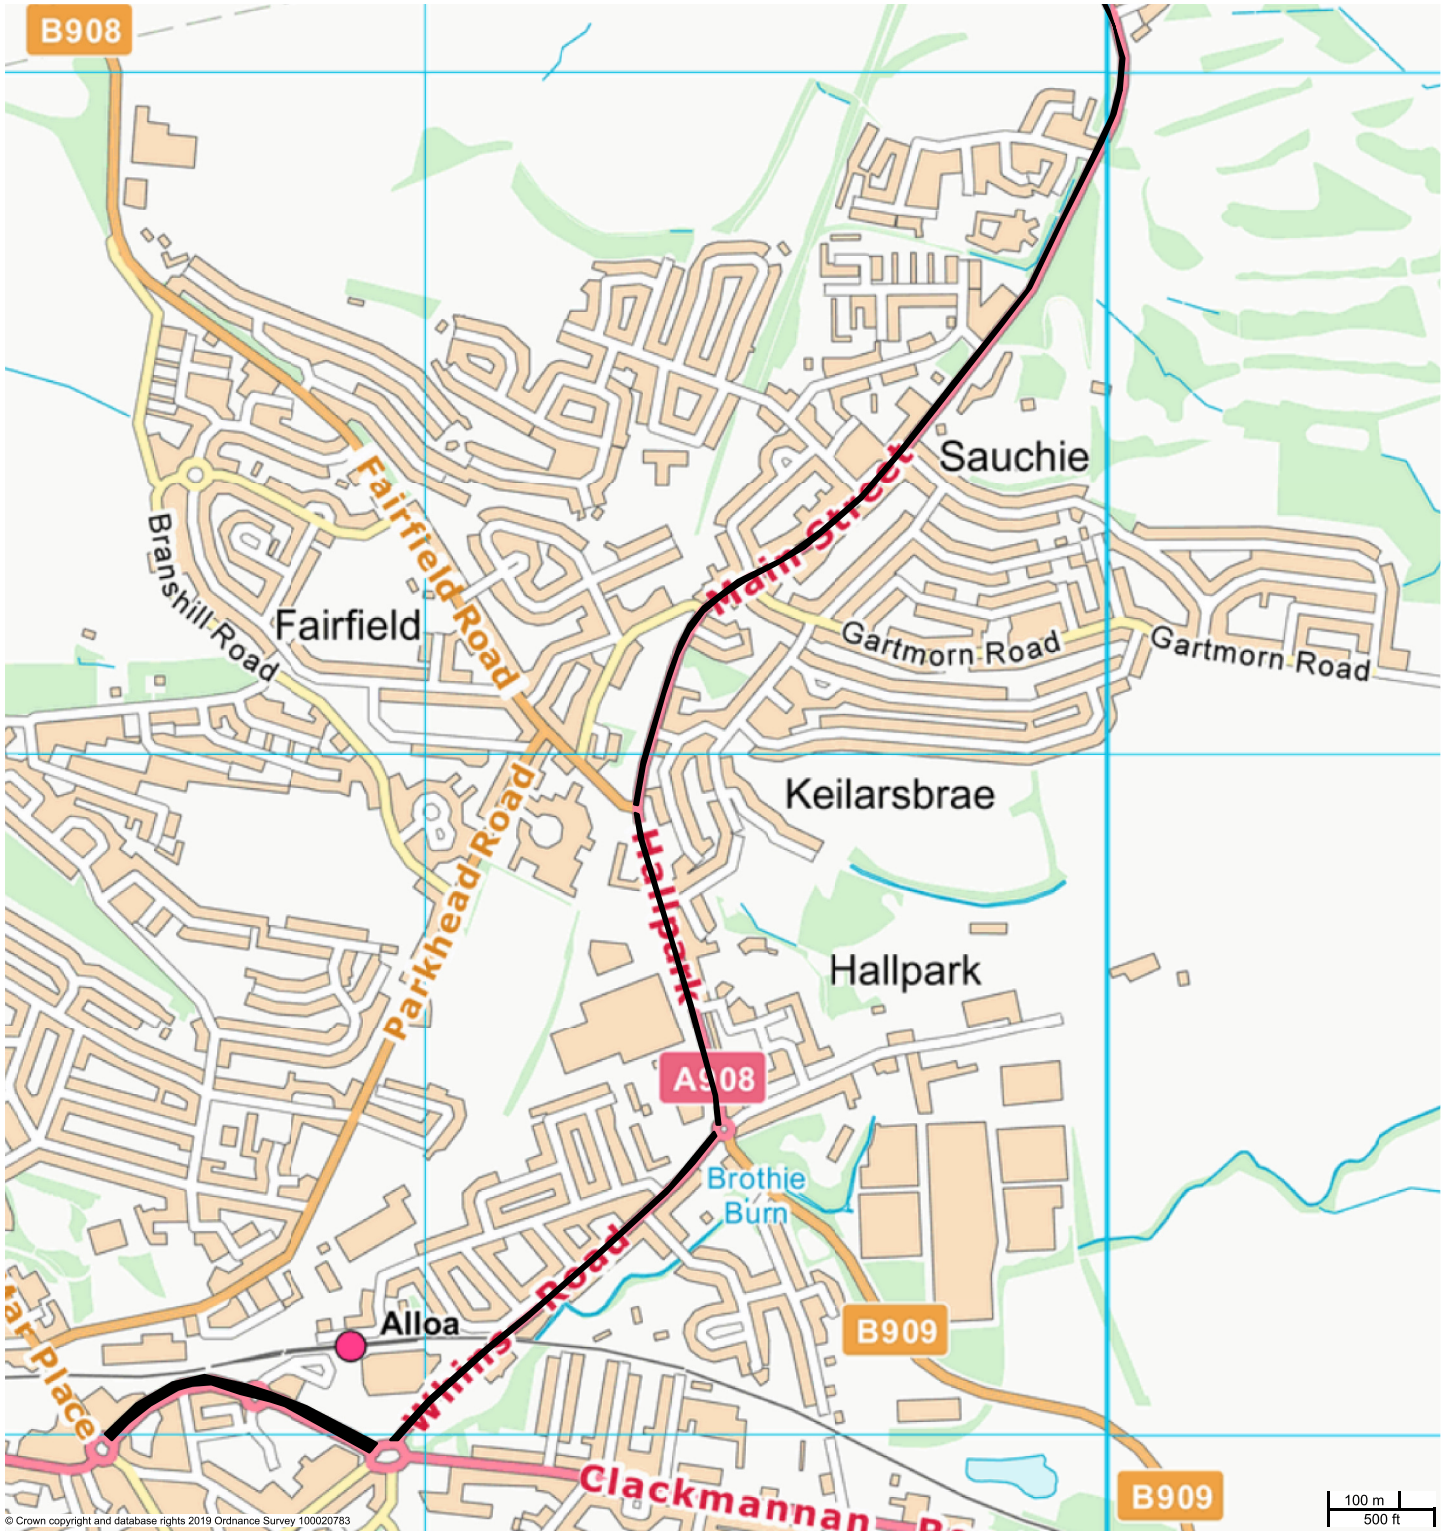 B908
Sauchie
Main Street
Fairfield Road
Branshill Road
Fairfield
Gartmorn Road
Gartmorn Road
Keilarsbrae
Parkhead Road
Hallpark
Hallpark
A908
Brothie
Burn
Whins Road
Alloa
B909
Mar Place
Clackmannan
B909
100 m
500 ft
© Crown copyright and database rights 2019 Ordnance Survey 100020783